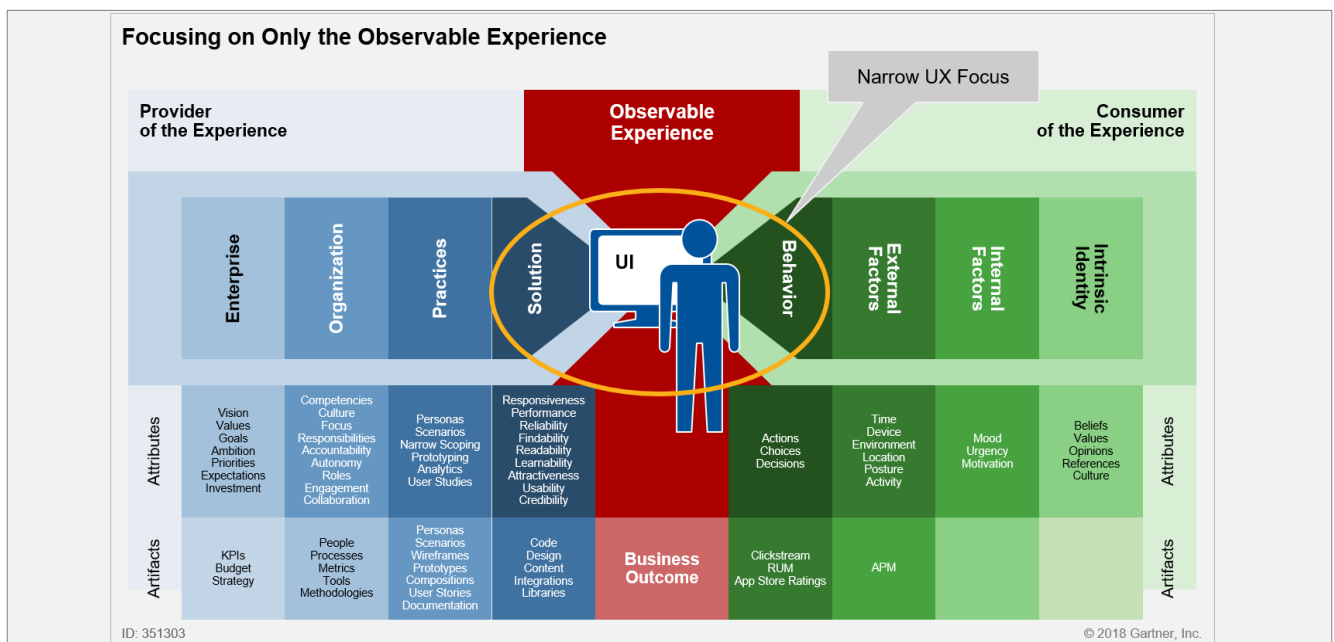 Focusing on Only the Observable Experience
Narrow UX Focus
Provider
of the Experience
Observable
Experience
Consumer
of the Experience
Enterprise
Organization
Practices
Solution
UI
Behavior
External
Factors
Internal
Factors
Intrinsic
Identity
Attributes
Vision
Values
Goals
Ambition
Priorities
Expectations
Investment
Competencies
Culture
Focus
Responsibilities
Accountability
Autonomy
Roles
Engagement
Collaboration
Personas
Scenarios
Narrow Scoping
Prototyping
Analytics
User Studies
Responsiveness
Performance
Reliability
Findability
Readability
Learnability
Attractiveness
Usability
Credibility
Actions
Choices
Decisions
Time
Device
Environment
Location
Posture
Activity
Mood
Urgency
Motivation
Beliefs
Values
Opinions
References
Culture
Attributes
Artifacts
KPIs
Budget
Strategy
People
Processes
Metrics
Tools
Methodologies
Personas
Scenarios
Wireframes
Prototypes
Compositions
User Stories
Documentation
Code
Design
Content
Integrations
Libraries
Business
Outcome
Clickstream
RUM
App Store Ratings
APM
Artifacts
ID: 351303
© 2018 Gartner, Inc.